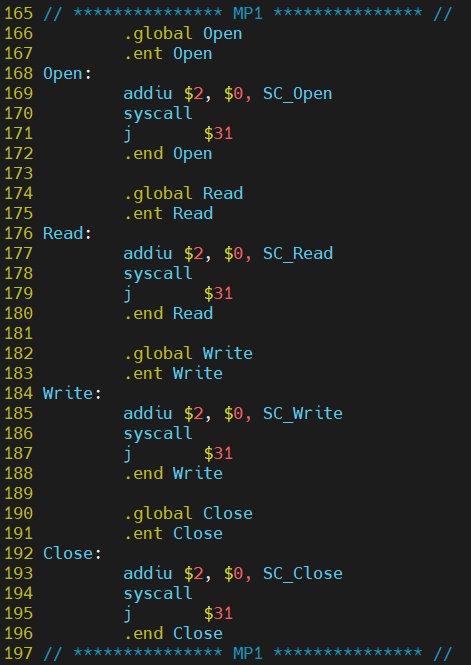 165 // *************** MP1 *************** //
166         .global Open
167         .ent Open
168 Open:
169         addiu $2, $0, SC_Open
170         syscall
171         j       $31
172         .end Open
173
174         .global Read
175         .ent Read
176 Read:
177         addiu $2, $0, SC_Read
178         syscall
179         j       $31
180         .end Read
181
182         .global Write
183         .ent Write
184 Write:
185         addiu $2, $0, SC_Write
186         syscall
187         j       $31
188         .end Write
189
190         .global Close
191         .ent Close
192 Close:
193         addiu $2, $0, SC_Close
194         syscall
195         j       $31
196         .end Close
197 // *************** MP1 *************** //